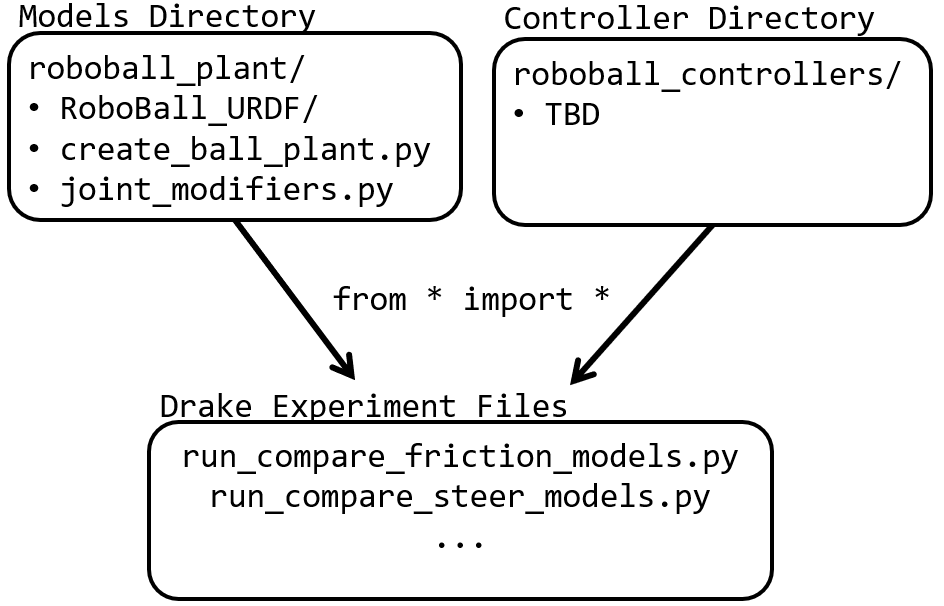 Models Directory
roboball_plant/
• RoboBall_URDF/
• create_ball_plant.py
• joint_modifiers.py
Controller Directory
roboball_controllers/
• TBD
from * import *
Drake Experiment Files
run_compare_friction_models.py
run_compare_steer_models.py
...